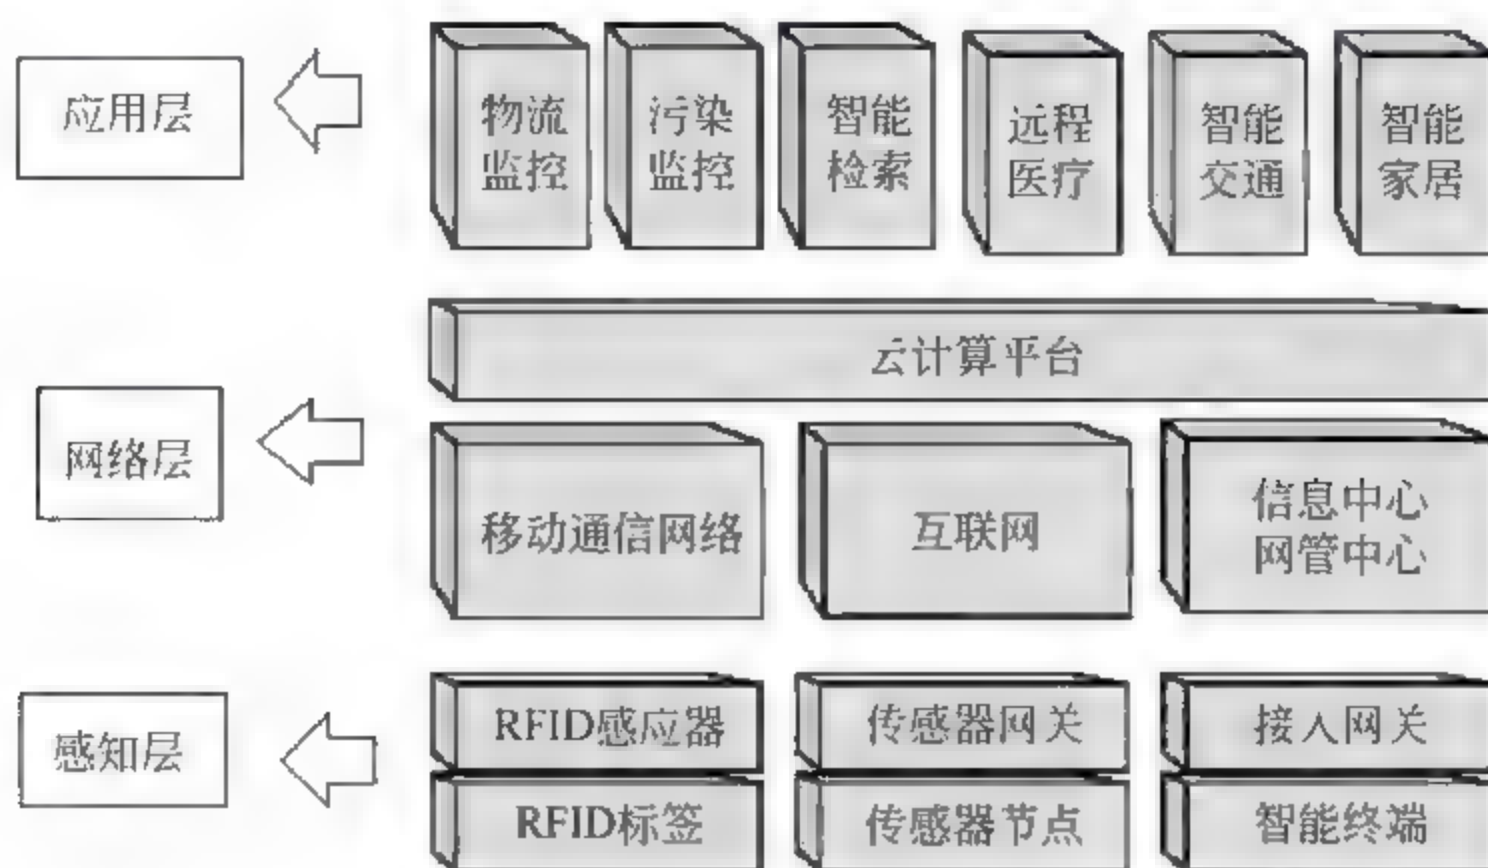 应用层
物流
监控
污染
监控
智能
检索
远程
医疗
智能
交通
智能
家居
云计算平台
网络层
移动通信网络
互联网
信息中心
网管中心
感知层
RFID感应器
传感器网关
接入网关
RFID标签
传感器节点
智能终端